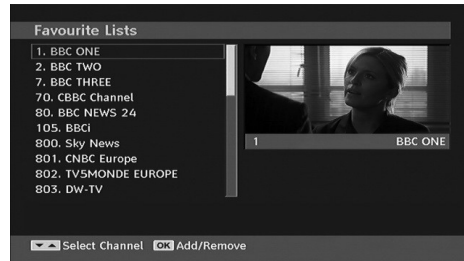 Favourite Lists
1. BBC ONE
2. BBC TWO
7. BBC THREE
70. CBBC Channel
80. BBC NEWS 24
105. BBCi
800. Sky News
801. CNBC Europe
802. TV5MONDE EUROPE
803. DW-TV
1 BBC ONE
Select Channel OK Add/Remove